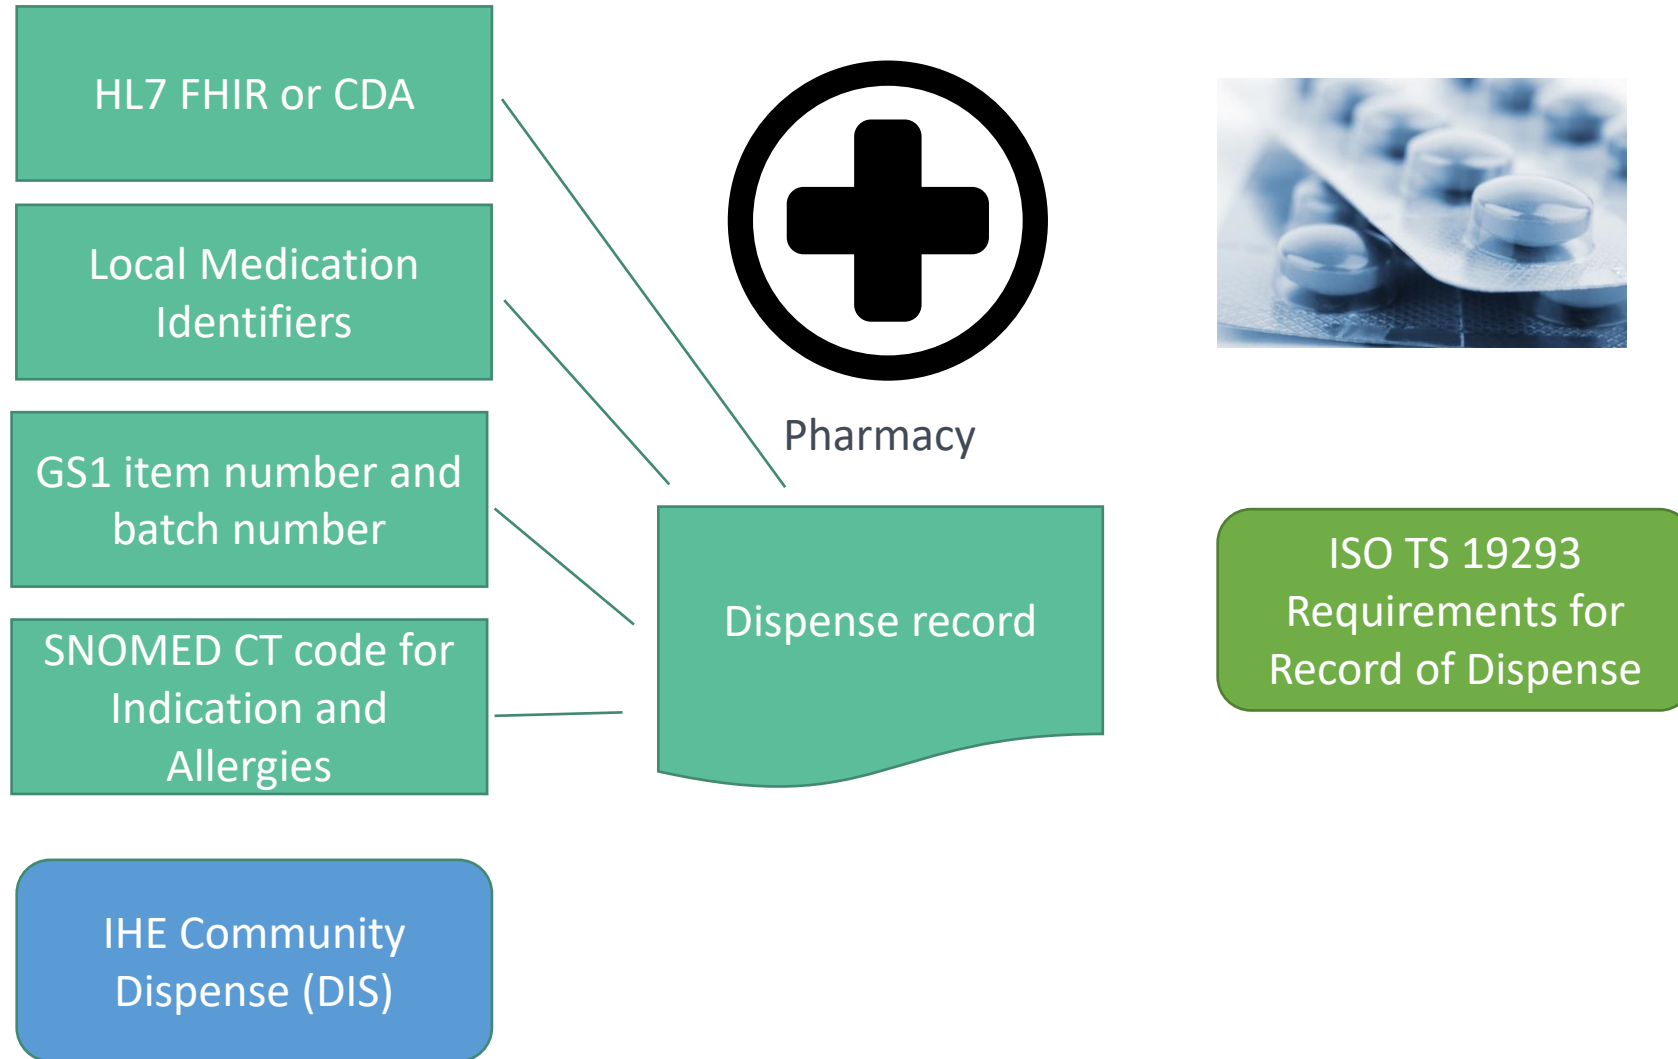 HL7 FHIR or CDA
Local Medication
Identifiers
GS1 item number and
batch number
SNOMED CT code for
Indication and
Allergies
IHE Community
Dispense (DIS)
Pharmacy
Dispense record
ISO TS 19293
Requirements for
Record of Dispense